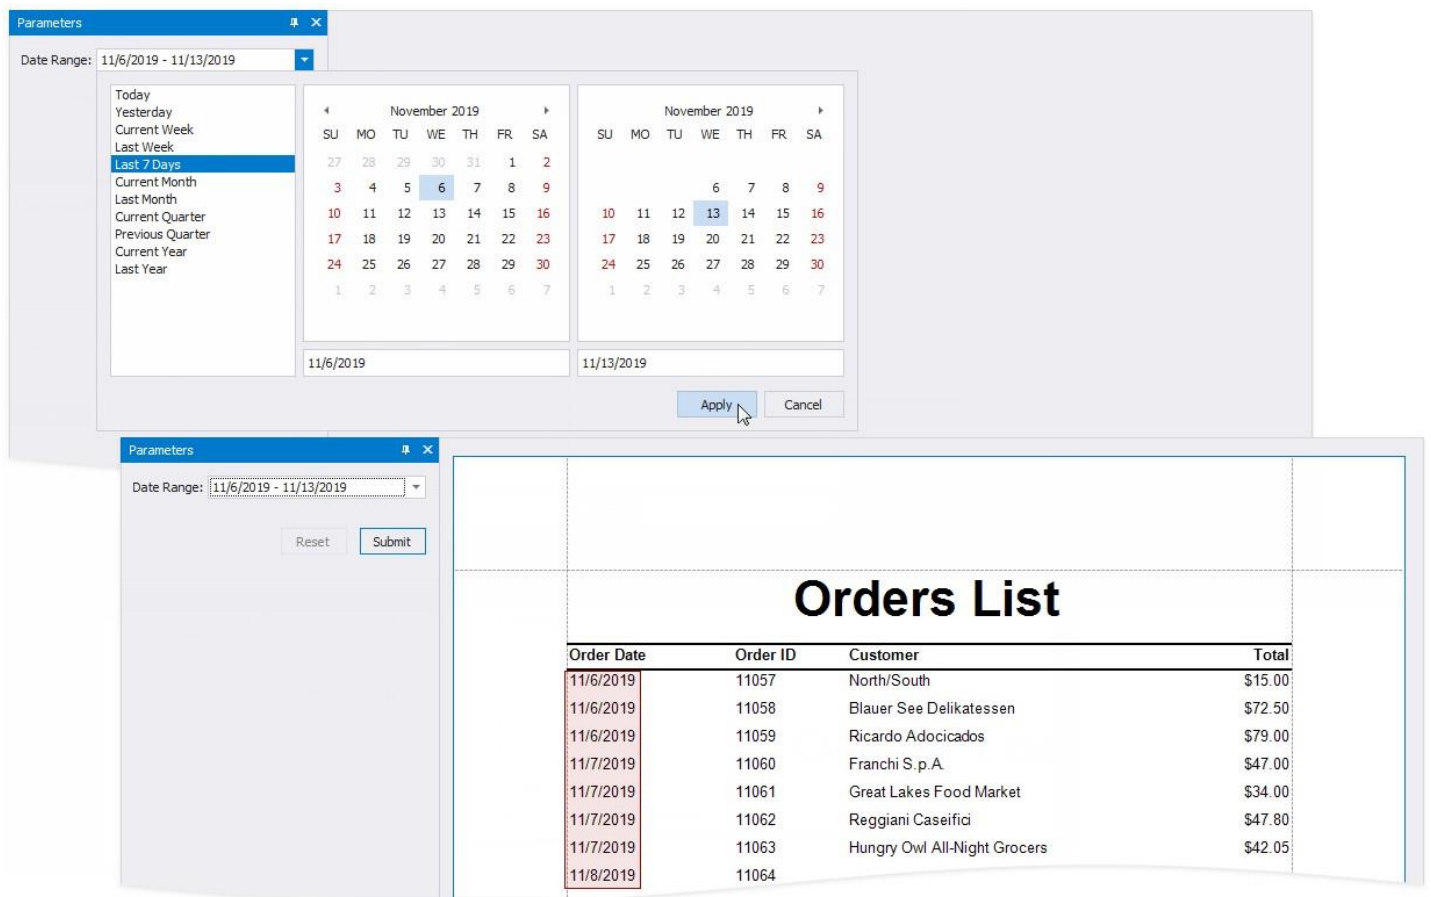 Parameters
Date Range: 11/6/2019 - 11/13/2019
Today
Yesterday
Current Week
Last Week
Last 7 Days
Current Month
Last Month
Current Quarter
Previous Quarter
Current Year
Last Year
November 2019
SU MO TU WE TH FR SA
27 28 29 30 31 1 2
3 4 5 6 7 8 9
10 11 12 13 14 15 16
17 18 19 20 21 22 23
24 25 26 27 28 29 30
1 2 3 4 5 6 7
11/6/2019
November 2019
SU MO TU WE TH FR SA
6 7 8 9
10 11 12 13 14 15 16
17 18 19 20 21 22 23
24 25 26 27 28 29 30
1 2 3 4 5 6 7
11/13/2019
Apply Cancel
Parameters
Date Range: 11/6/2019 - 11/13/2019
Reset Submit
Orders List
Order Date Order ID Customer Total
11/6/2019 11057 North/South $15.00
11/6/2019 11058 Blauer See Delikatessen $72.50
11/6/2019 11059 Ricardo Adocicados $79.00
11/7/2019 11060 Franchi S.p.A. $47.00
11/7/2019 11061 Great Lakes Food Market $34.00
11/7/2019 11062 Reggiani Caseifici $47.80
11/7/2019 11063 Hungry Owl All-Night Grocers $42.05
11/8/2019 11064